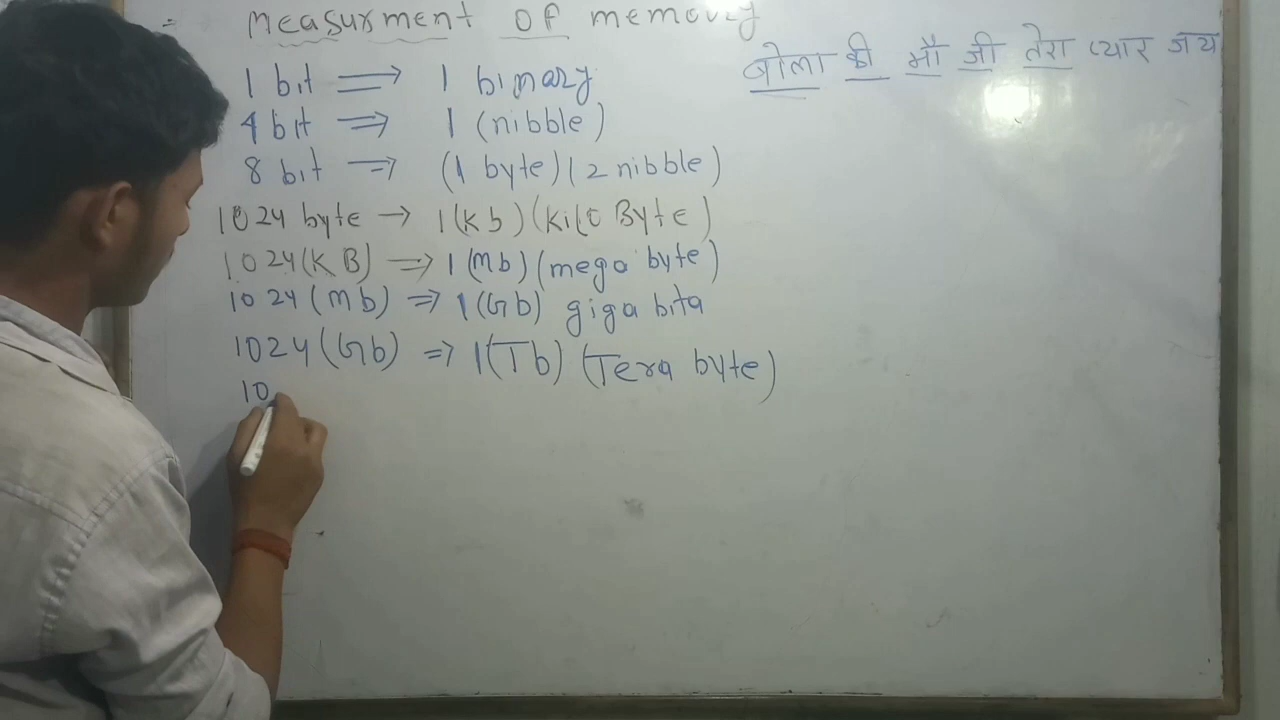 Measurment OF memory
बोला की माँ जी तेरा प्यार जय
1 bit ⟹ 1 binary
4 bit ⟹ 1 (nibble)
8 bit ⟹ (1 byte) (2 nibble)
1024 byte → 1(Kb) (Kilo Byte)
1024(KB) ⟹ 1(Mb) (mega byte)
1024(Mb) ⟹ 1(Gb) giga bita
1024(Gb) ⟹ 1(Tb) (Tera byte)
10